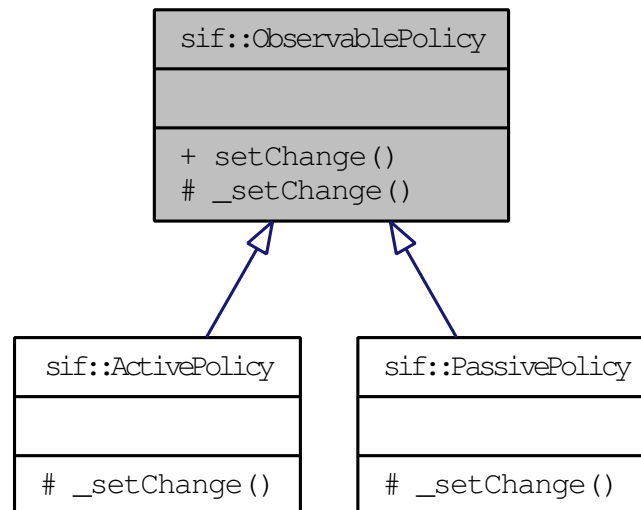 sif::ObservablePolicy
+ setChange()
# _setChange()
sif::ActivePolicy
# _setChange()
sif::PassivePolicy
# _setChange()